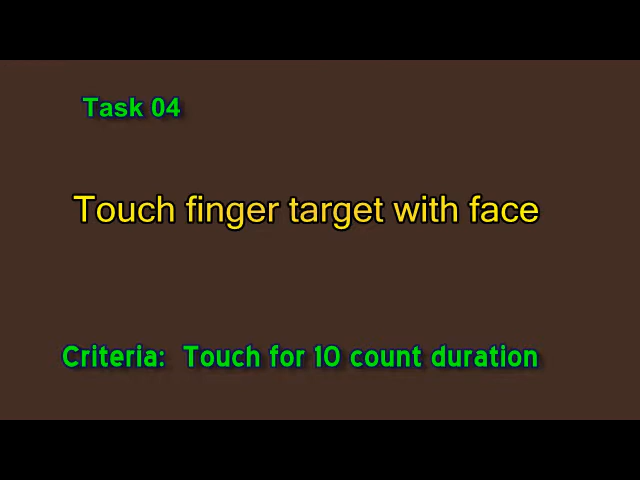 Task 04
Touch finger target with face
Criteria: Touch for 10 count duration